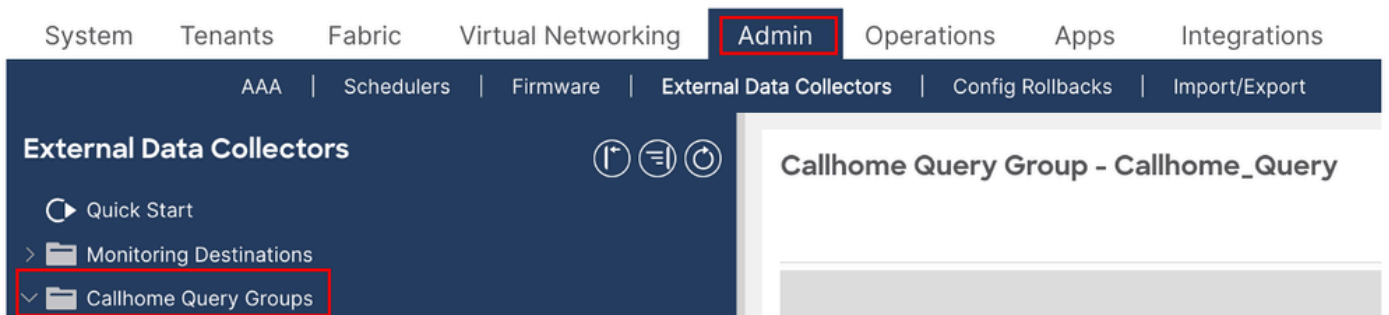 System Tenants Fabric Virtual Networking Admin Operations Apps Integrations
AAA | Schedulers | Firmware | External Data Collectors | Config Rollbacks | Import/Export
External Data Collectors
Quick Start
Monitoring Destinations
Callhome Query Groups
Callhome Query Group - Callhome_Query